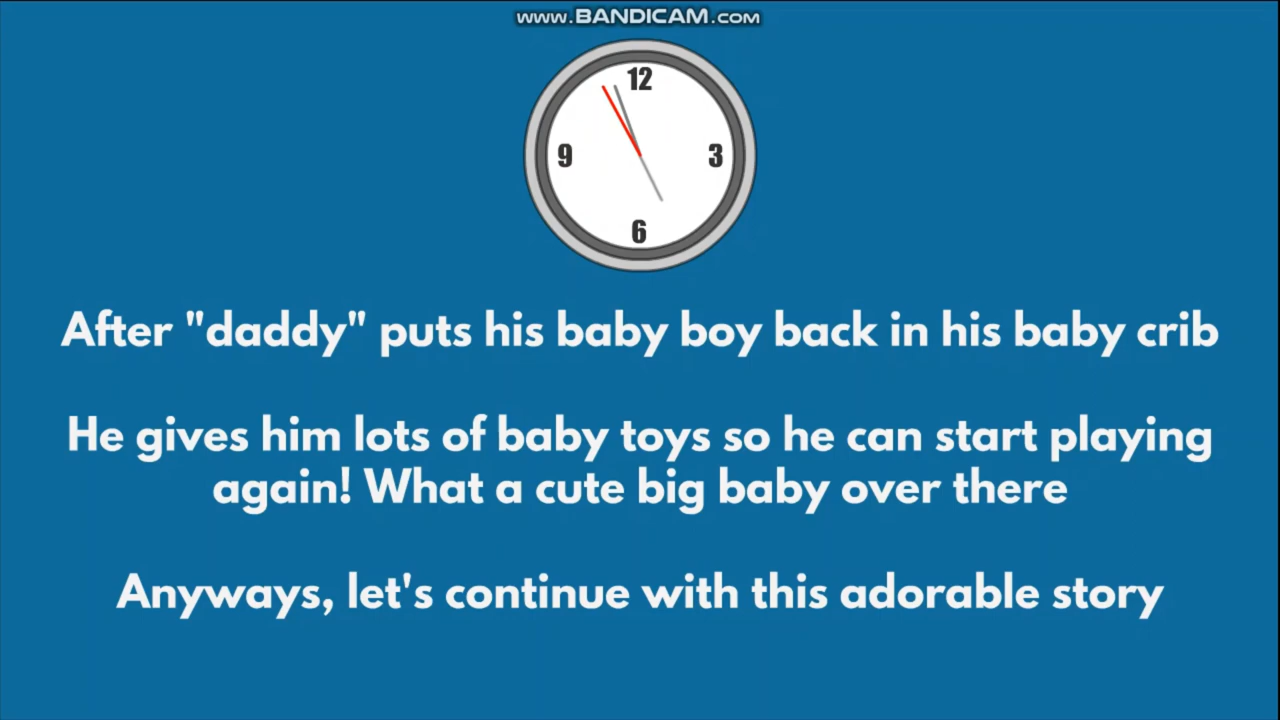 www.BANDICAM.com
12
9
3
6
After "daddy" puts his baby boy back in his baby crib
He gives him lots of baby toys so he can start playing
again! What a cute big baby over there
Anyways, let's continue with this adorable story